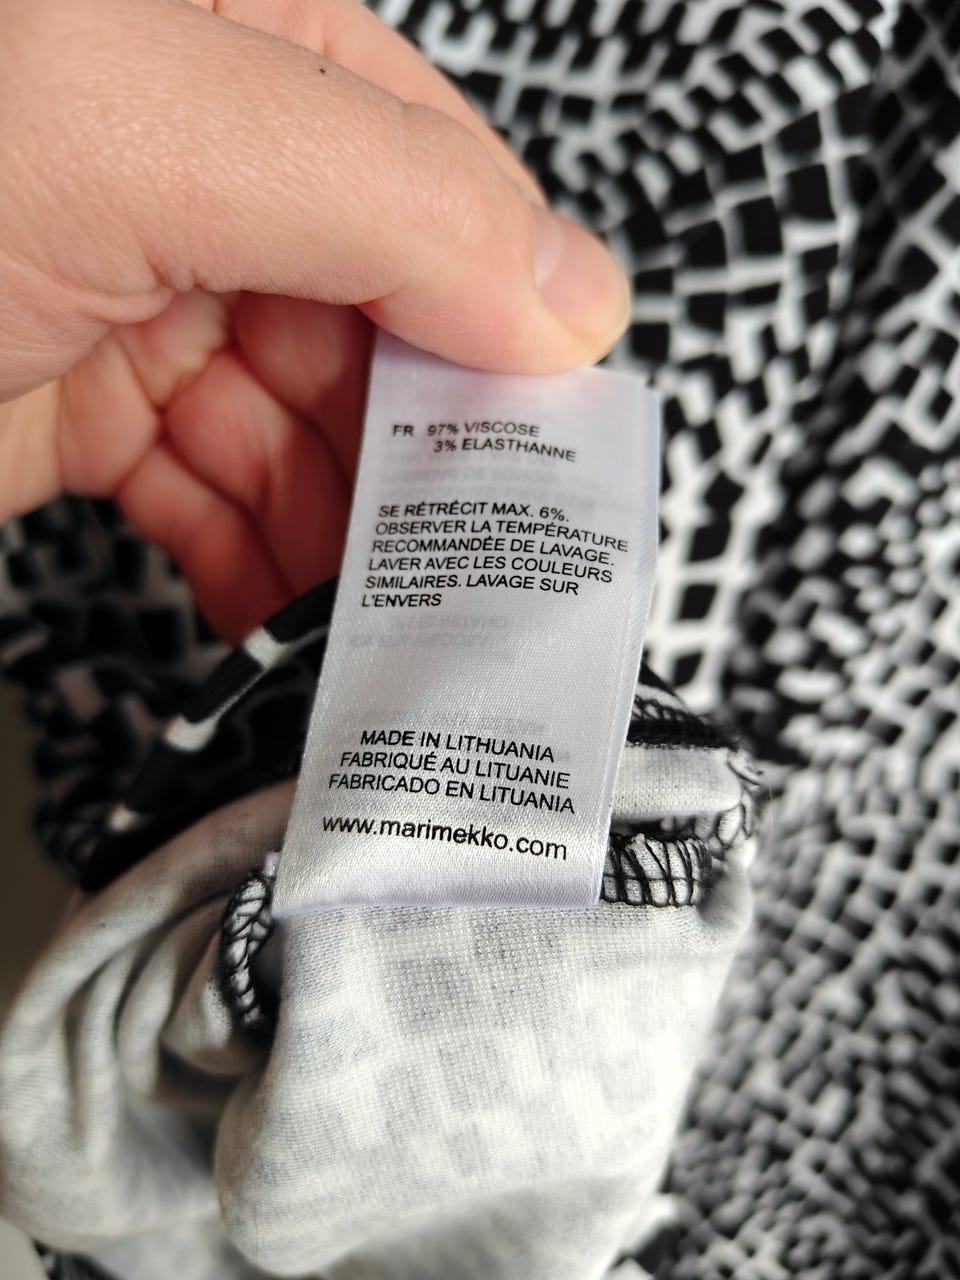 FR 97% VISCOSE
3% ELASTHANNE
SE RÉTRÉCIT MAX. 6%.
OBSERVER LA TEMPÉRATURE
RECOMMANDÉE DE LAVAGE.
LAVER AVEC LES COULEURS
SIMILAIRES. LAVAGE SUR
L'ENVERS
MADE IN LITHUANIA
FABRIQUÉ AU LITUANIE
FABRICADO EN LITUANIA
www.marimekko.com